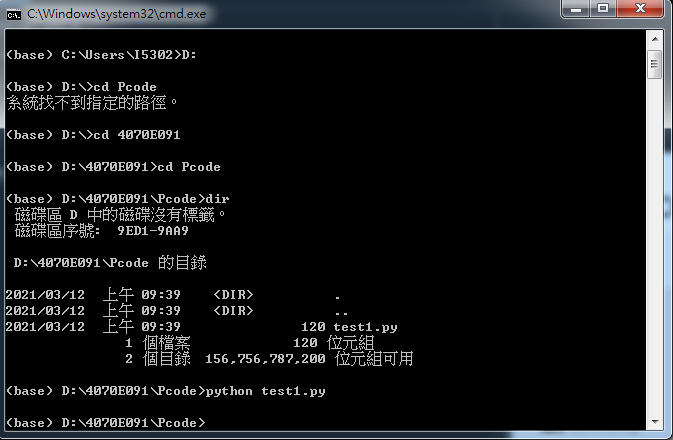 C:\Windows\system32\cmd.exe
(base) C:\Users\I5302>D:
(base) D:\>cd Pcode
系統找不到指定的路徑。
(base) D:\>cd 4070E091
(base) D:\4070E091>cd Pcode
(base) D:\4070E091\Pcode>dir
磁碟區 D 中的磁碟沒有標籤。
磁碟區序號:  9ED1-9AA9
D:\4070E091\Pcode 的目錄
2021/03/12  上午 09:39    <DIR>          .
2021/03/12  上午 09:39    <DIR>          ..
2021/03/12  上午 09:39               120 test1.py
1 個檔案             120 位元組
2 個目錄  156,756,787,200 位元組可用
(base) D:\4070E091\Pcode>python test1.py
(base) D:\4070E091\Pcode>